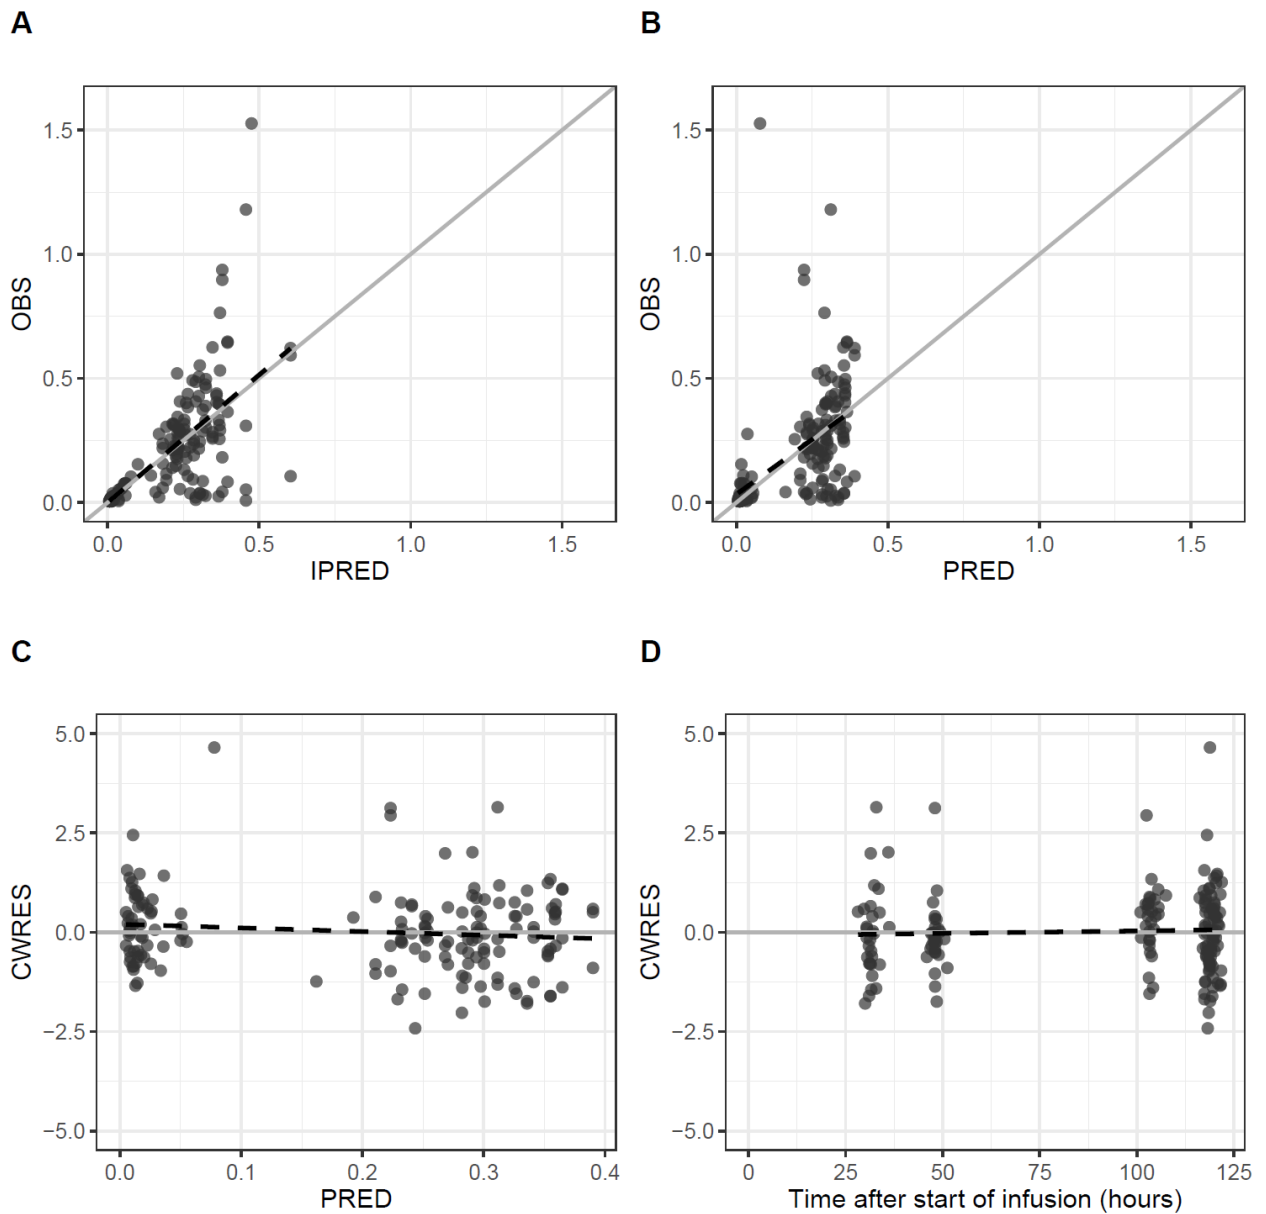 A
B
OBS
1.5
1.0
0.5
0.0
0.0 0.5 1.0 1.5
IPRED
OBS
1.5
1.0
0.5
0.0
0.0 0.5 1.0 1.5
PRED
C
D
CWRES
5.0
2.5
0.0
−2.5
−5.0
0.0 0.1 0.2 0.3 0.4
PRED
CWRES
5.0
2.5
0.0
−2.5
−5.0
0 25 50 75 100 125
Time after start of infusion (hours)